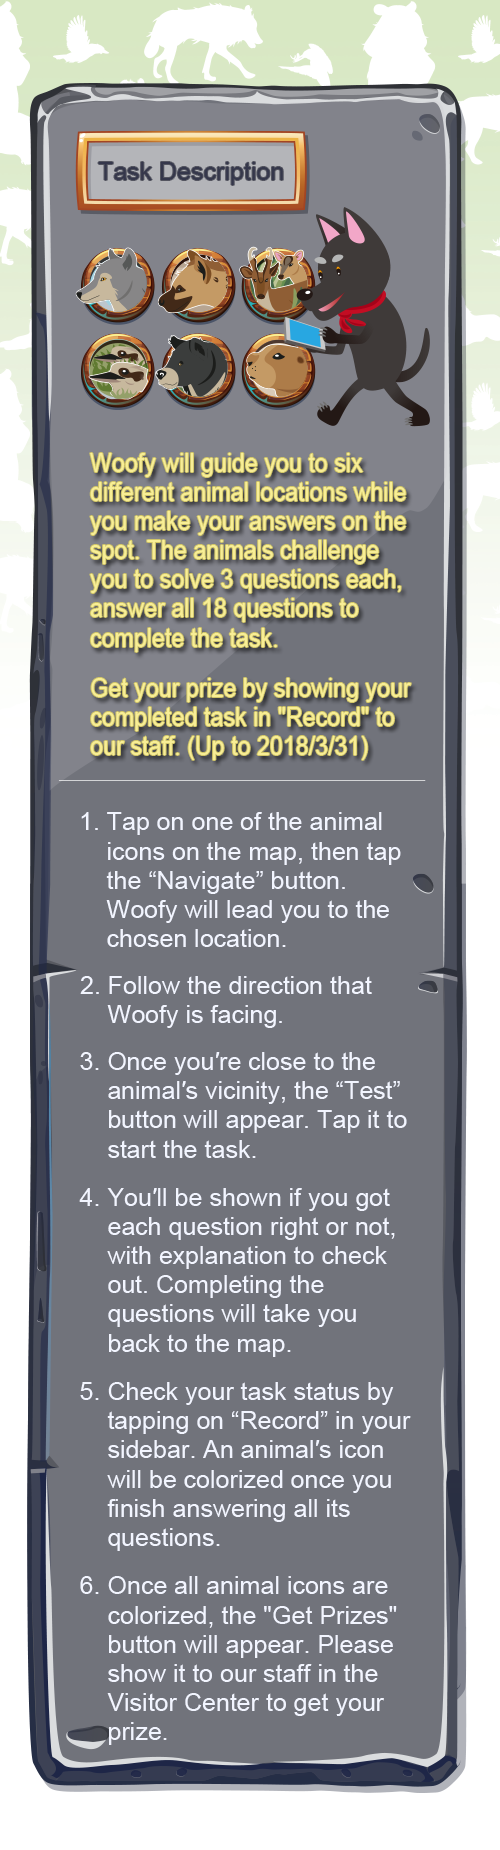 Task Description
Woofy will guide you to six
different animal locations while
you make your answers on the
spot. The animals challenge
you to solve 3 questions each,
answer all 18 questions to
complete the task.
Get your prize by showing your
completed task in "Record" to
our staff. (Up to 2018/3/31)
1. Tap on one of the animal
icons on the map, then tap
the “Navigate” button.
Woofy will lead you to the
chosen location.
2. Follow the direction that
Woofy is facing.
3. Once you're close to the
animal's vicinity, the “Test”
button will appear. Tap it to
start the task.
4. You'll be shown if you got
each question right or not,
with explanation to check
out. Completing the
questions will take you
back to the map.
5. Check your task status by
tapping on “Record” in your
sidebar. An animal's icon
will be colorized once you
finish answering all its
questions.
6. Once all animal icons are
colorized, the "Get Prizes"
button will appear. Please
show it to our staff in the
Visitor Center to get your
prize.